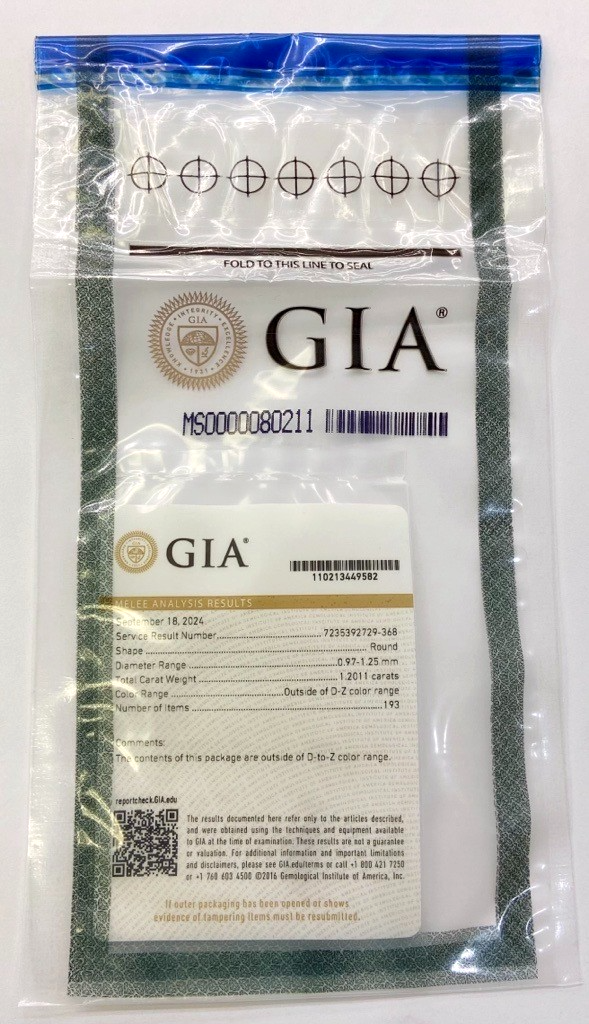 FOLD TO THIS LINE TO SEAL
KNOWLEDGE • INTEGRITY • EXCELLENCE
GIA
• 1931 •
GIA®
MS0000080211
GIA®
110213449582
MELEE ANALYSIS RESULTS
September 18, 2024
Service Result Number..............................7235392729-368
Shape ..............................Round
Diameter Range ..............................0.97-1.25 mm
Total Carat Weight ..............................1.2011 carats
Color Range ..............................Outside of D-Z color range
Number of Items ..............................193
Comments:
The contents of this package are outside of D-to-Z color range.
reportcheck.GIA.edu
The results documented here refer only to the articles described,
and were obtained using the techniques and equipment available
to GIA at the time of examination. These results are not a guarantee
or valuation. For additional information and important limitations
and disclaimers, please see GIA.edu/terms or call +1 800 421 7250
or +1 760 603 4500 ©2016 Gemological Institute of America, Inc.
If outer packaging has been opened or shows
evidence of tampering items must be resubmitted.